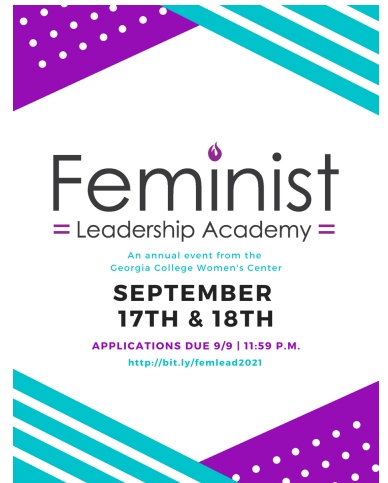 Feminist
= Leadership Academy =
An annual event from the
Georgia College Women's Center
SEPTEMBER
17TH & 18TH
APPLICATIONS DUE 9/9 | 11:59 P.M.
http://bit.ly/femlead2021